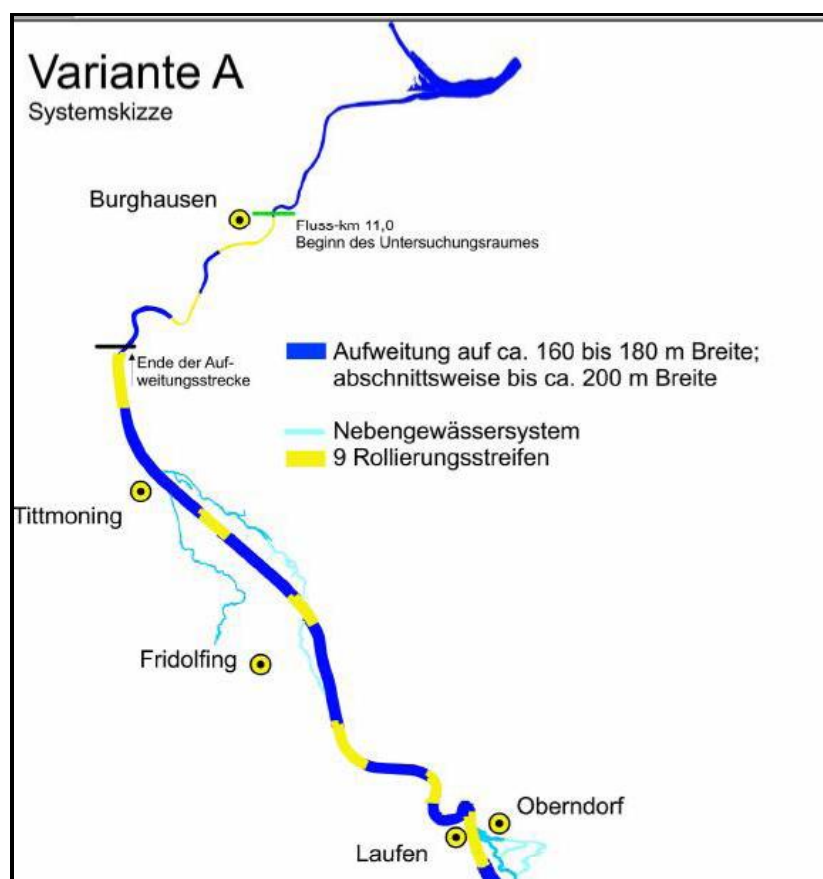 Variante A
Systemskizze
Burghausen
Fluss-km 11,0
Beginn des Untersuchungsraumes
Ende der Auf-
weitungsstrecke
Aufweitung auf ca. 160 bis 180 m Breite;
abschnittsweise bis ca. 200 m Breite
Nebengewässersystem
9 Rollierungsstreifen
Tittmoning
Fridolfing
Oberndorf
Laufen